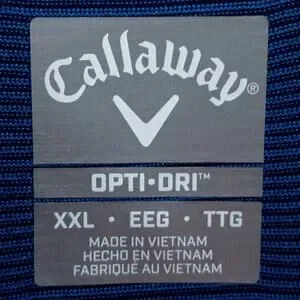 Callaway®
OPTI•DRI™
XXL • EEG • TTG
MADE IN VIETNAM
HECHO EN VIETNAM
FABRIQUÉ AU VIETNAM